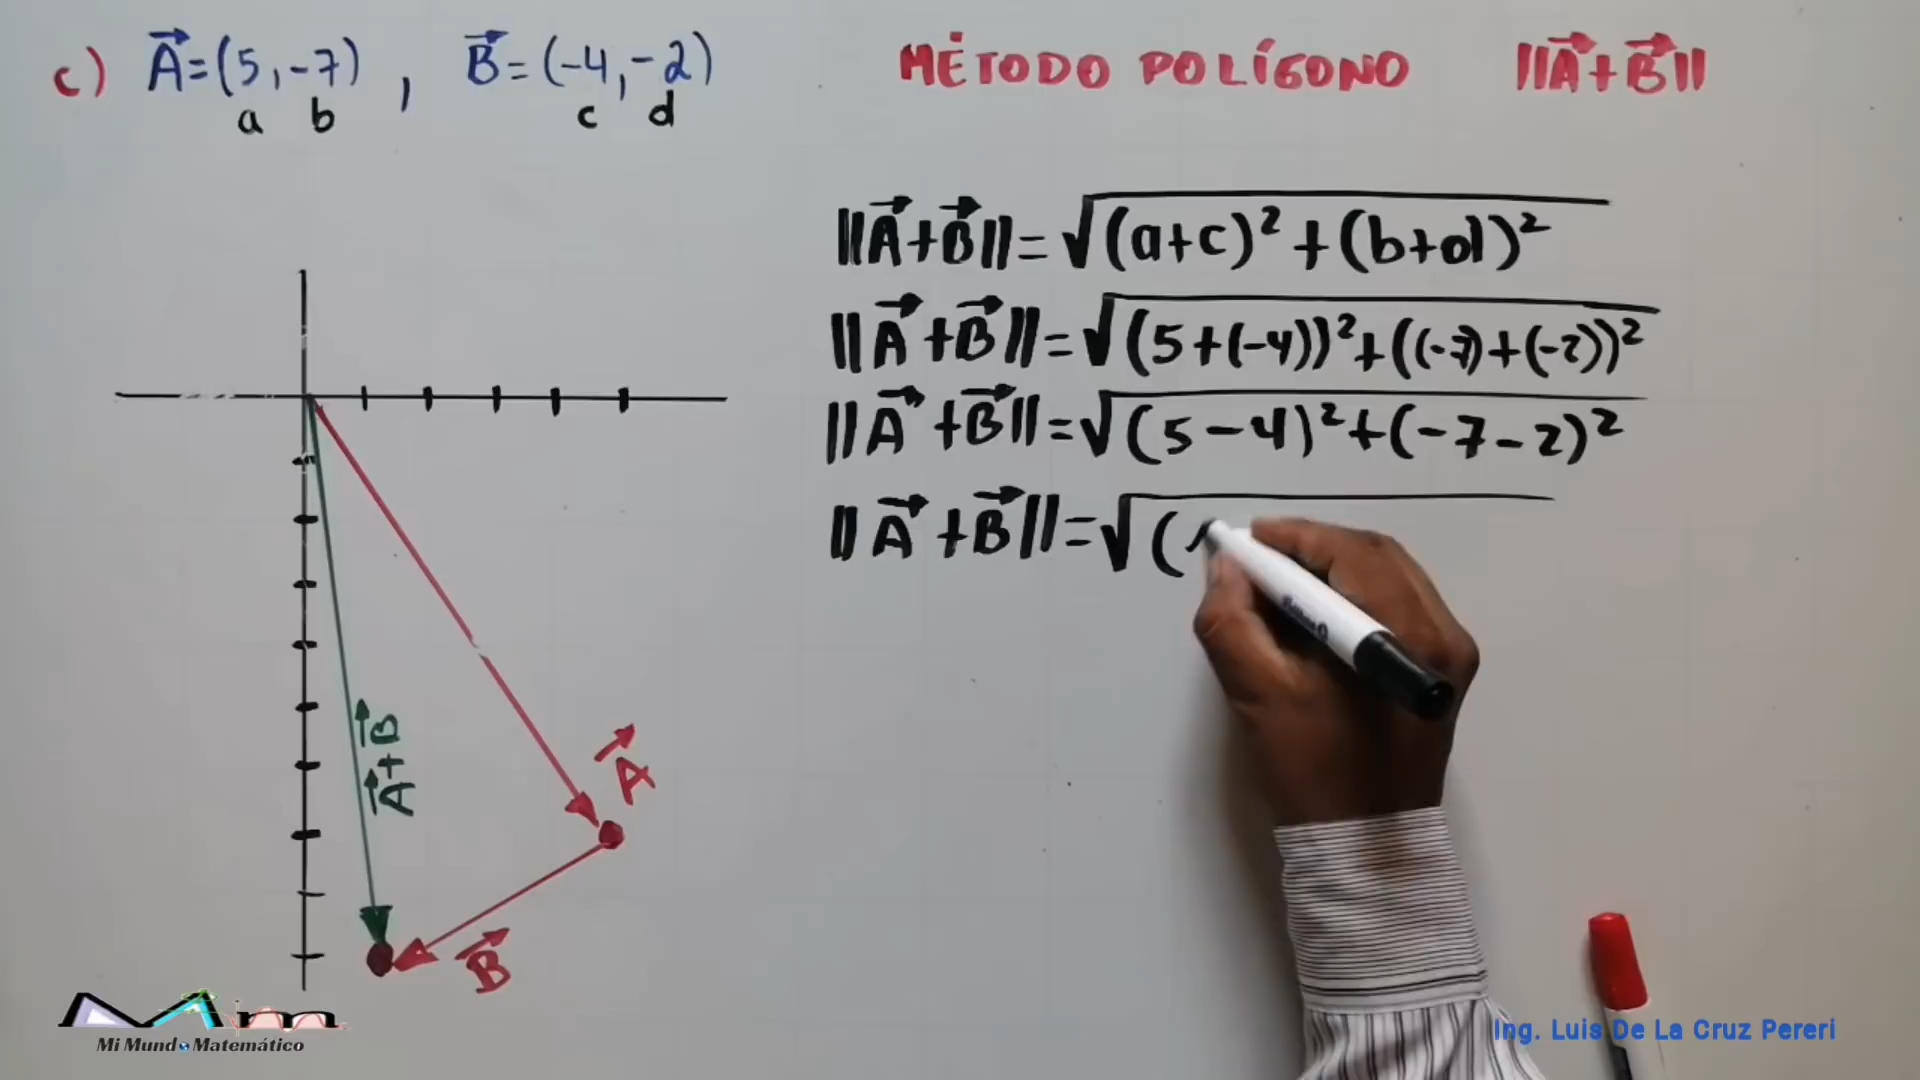 c) A⃗=(5,-7) , B⃗=(-4,-2) MÉTODO POLÍGONO ||A⃗+B⃗||
a b c d
||A⃗+B⃗||=√(a+c)²+(b+d)²
||A⃗+B⃗||=√(5+(-4))²+((-7)+(-2))²
||A⃗+B⃗||=√(5-4)²+(-7-2)²
||A⃗+B⃗||=√(
A⃗+B⃗
A⃗
B⃗
Mim
Mi Mundo Matemático
Ing. Luis De La Cruz Pereri